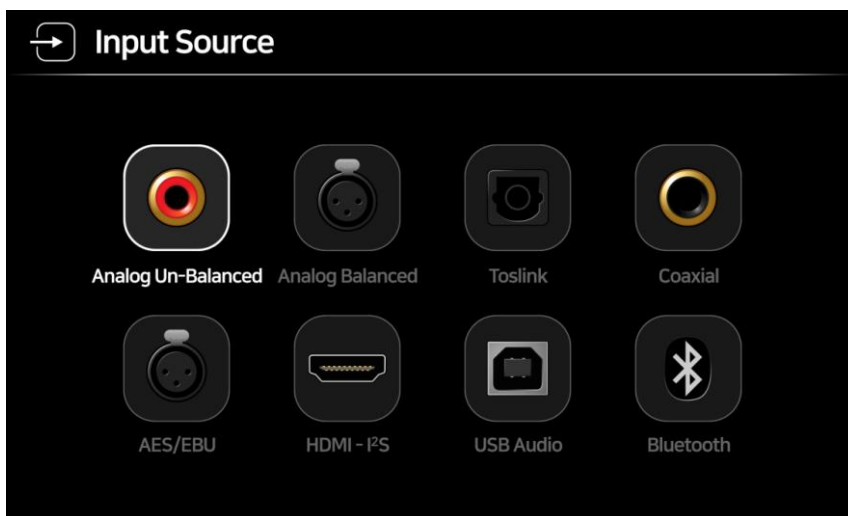 Input Source
Analog Un-Balanced Analog Balanced Toslink Coaxial
AES/EBU HDMI - I²S USB Audio Bluetooth